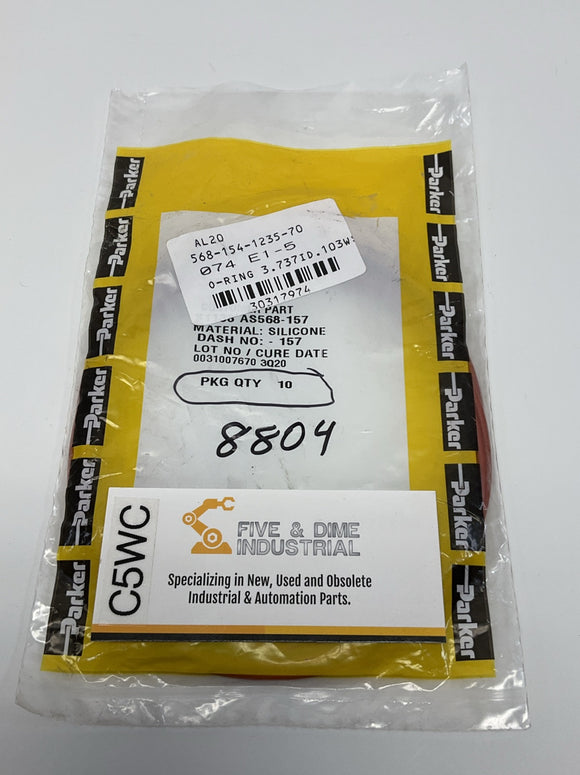 Parker
Parker
Parker
Parker
Parker
Parker
Parker
Parker
Parker
Parker
AL20
568-154-1235-70
074 E1-5
O-RING 3.737ID.103W
30317974
PART
AS568-157
MATERIAL: SILICONE
DASH NO: - 157
LOT NO / CURE DATE
0031007670 3Q20
PKG QTY 10
8804
C5WC
FIVE & DIME
INDUSTRIAL
Specializing in New, Used and Obsolete
Industrial & Automation Parts.